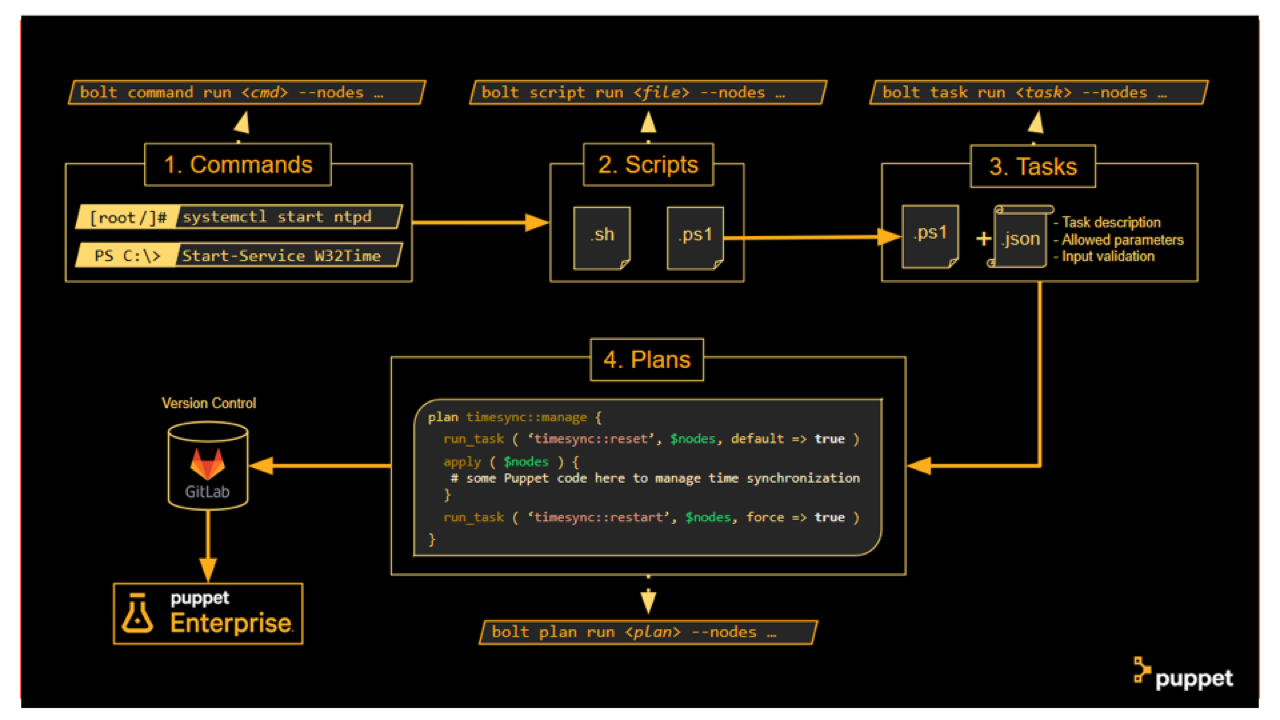 bolt command run <cmd> --nodes …
bolt script run <file> --nodes …
bolt task run <task> --nodes …
1. Commands
[root/]# systemctl start ntpd
PS C:\> Start-Service W32Time
2. Scripts
.sh
.ps1
3. Tasks
.ps1
+
.json
- Task description
- Allowed parameters
- Input validation
4. Plans
plan timesync::manage {
run_task ( ‘timesync::reset’, $nodes, default => true )
apply ( $nodes ) {
# some Puppet code here to manage time synchronization
}
run_task ( ‘timesync::restart’, $nodes, force => true )
}
Version Control
GitLab
puppet
Enterprise.
bolt plan run <plan> --nodes …
puppet